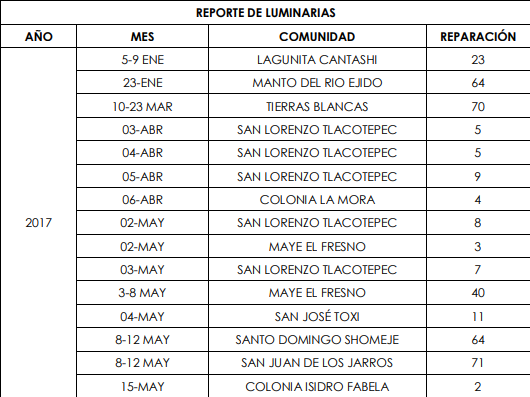 REPORTE DE LUMINARIAS
AÑO MES COMUNIDAD REPARACIÓN
5-9 ENE LAGUNITA CANTASHI 23
23-ENE MANTO DEL RIO EJIDO 64
10-23 MAR TIERRAS BLANCAS 70
03-ABR SAN LORENZO TLACOTEPEC 5
04-ABR SAN LORENZO TLACOTEPEC 5
05-ABR SAN LORENZO TLACOTEPEC 9
06-ABR COLONIA LA MORA 4
2017 02-MAY SAN LORENZO TLACOTEPEC 8
02-MAY MAYE EL FRESNO 3
03-MAY SAN LORENZO TLACOTEPEC 7
3-8 MAY MAYE EL FRESNO 40
04-MAY SAN JOSÉ TOXI 11
8-12 MAY SANTO DOMINGO SHOMEJE 64
8-12 MAY SAN JUAN DE LOS JARROS 71
15-MAY COLONIA ISIDRO FABELA 2